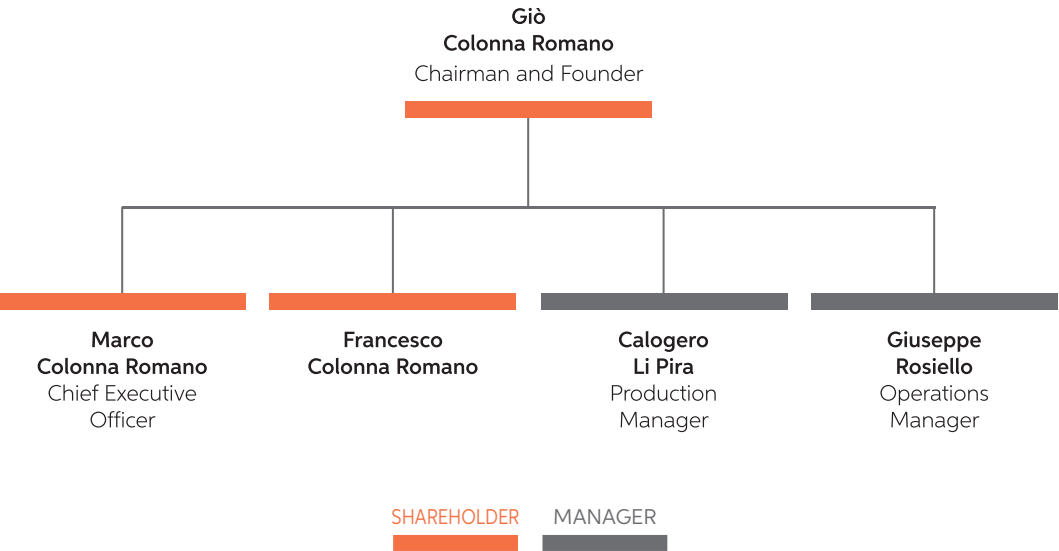 Giò
Colonna Romano
Chairman and Founder
Marco
Colonna Romano
Chief Executive
Officer
Francesco
Colonna Romano
Calogero
Li Pira
Production
Manager
Giuseppe
Rosiello
Operations
Manager
SHAREHOLDER
MANAGER